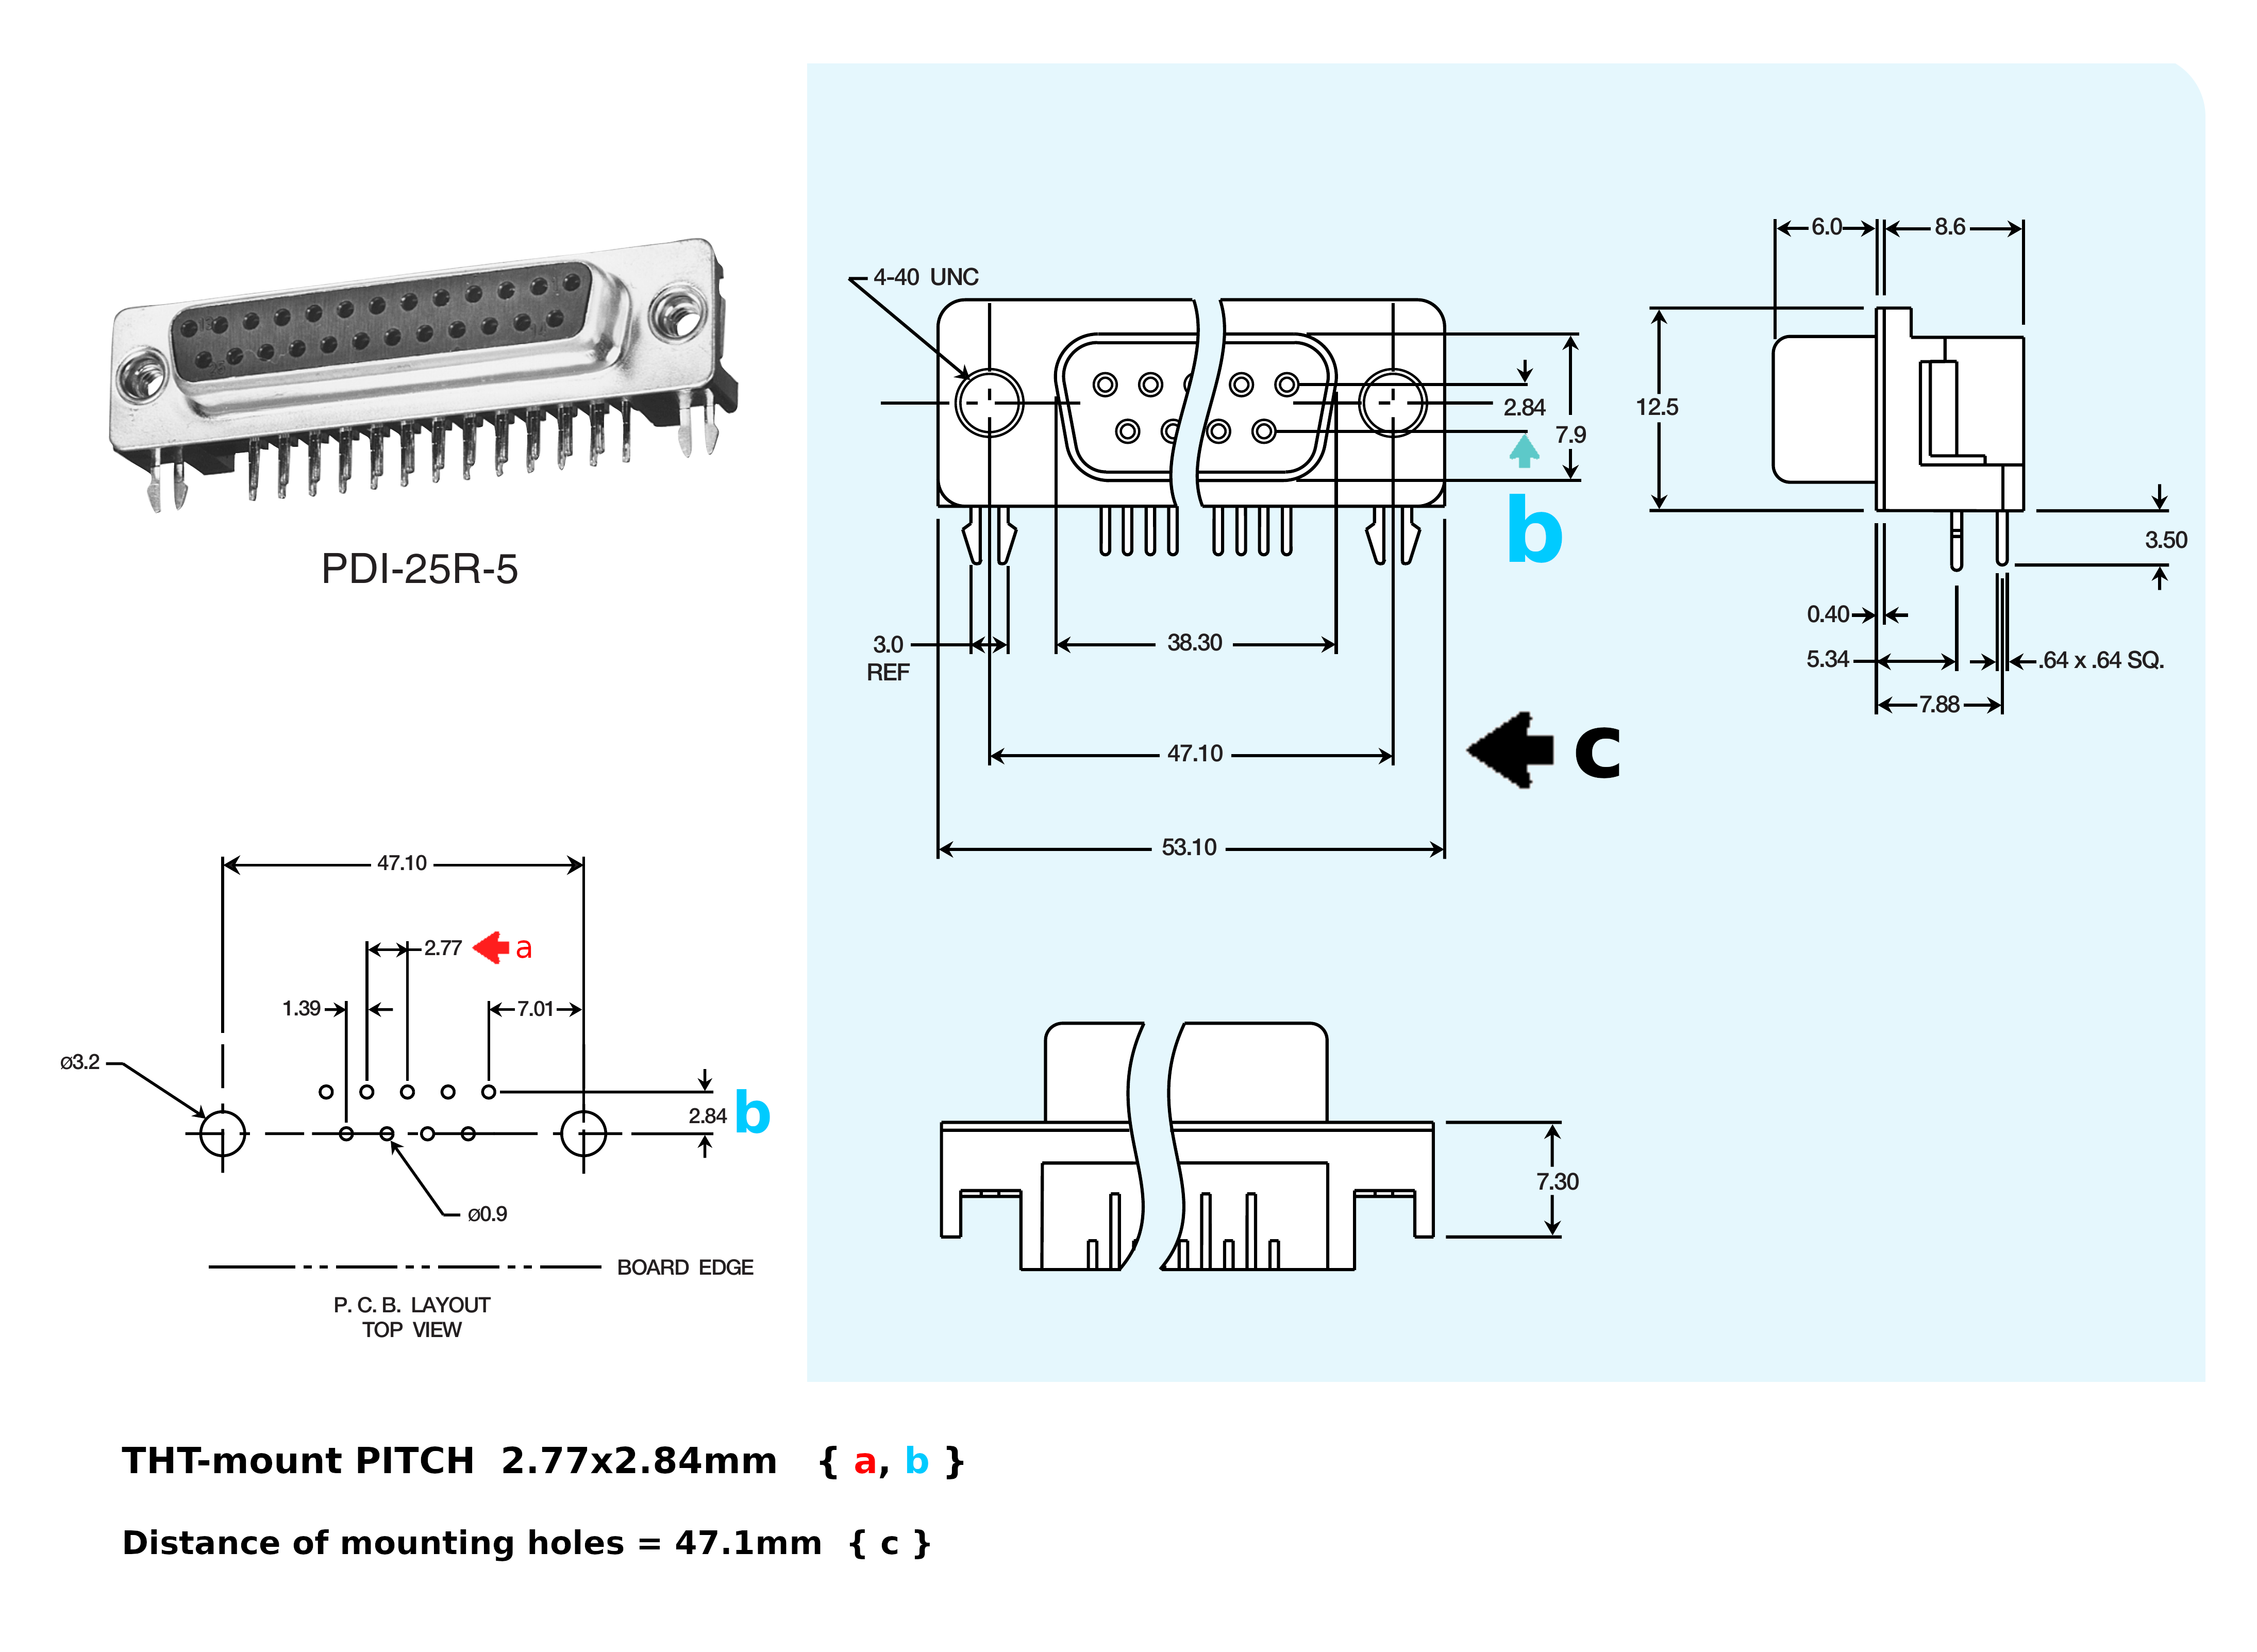 PDI-25R-5
4-40 UNC
2.84
7.9
b
3.0
REF
38.30
47.10
c
53.10
6.0
8.6
12.5
3.50
0.40
5.34
.64 x .64 SQ.
7.88
47.10
2.77 a
1.39
7.01
ø3.2
2.84 b
ø0.9
BOARD EDGE
P. C. B. LAYOUT
TOP VIEW
7.30
THT-mount PITCH 2.77x2.84mm { a, b }
Distance of mounting holes = 47.1mm { c }